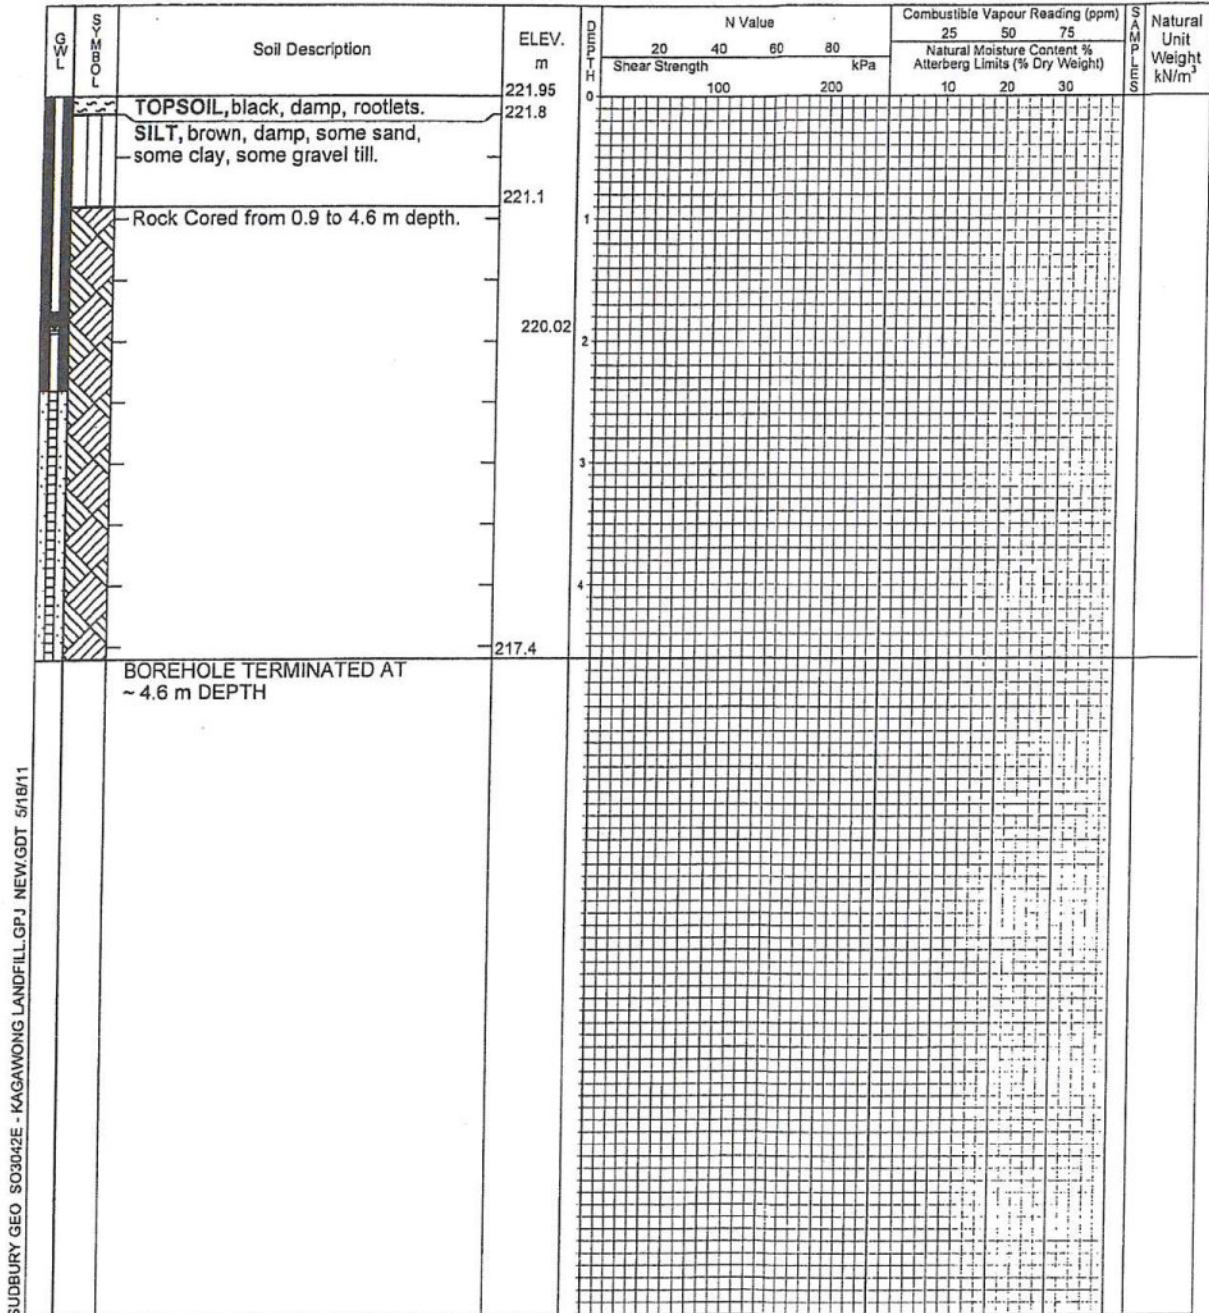 GWL
SYMBOL
Soil Description
ELEV.
m
DEPTH
N Value
20 40 60 80
Shear Strength kPa
100 200
Combustible Vapour Reading (ppm)
25 50 75
Natural Moisture Content %
Atterberg Limits (% Dry Weight)
10 20 30
SAMPLES
Natural
Unit
Weight
kN/m³
221.95
0
TOPSOIL, black, damp, rootlets.
221.8
SILT, brown, damp, some sand,
some clay, some gravel till.
221.1
Rock Cored from 0.9 to 4.6 m depth.
1
220.02
2
3
4
217.4
BOREHOLE TERMINATED AT
~ 4.6 m DEPTH
SUDBURY GEO SO3042E - KAGAWONG LANDFILL.GPJ NEW.GDT 5/18/11